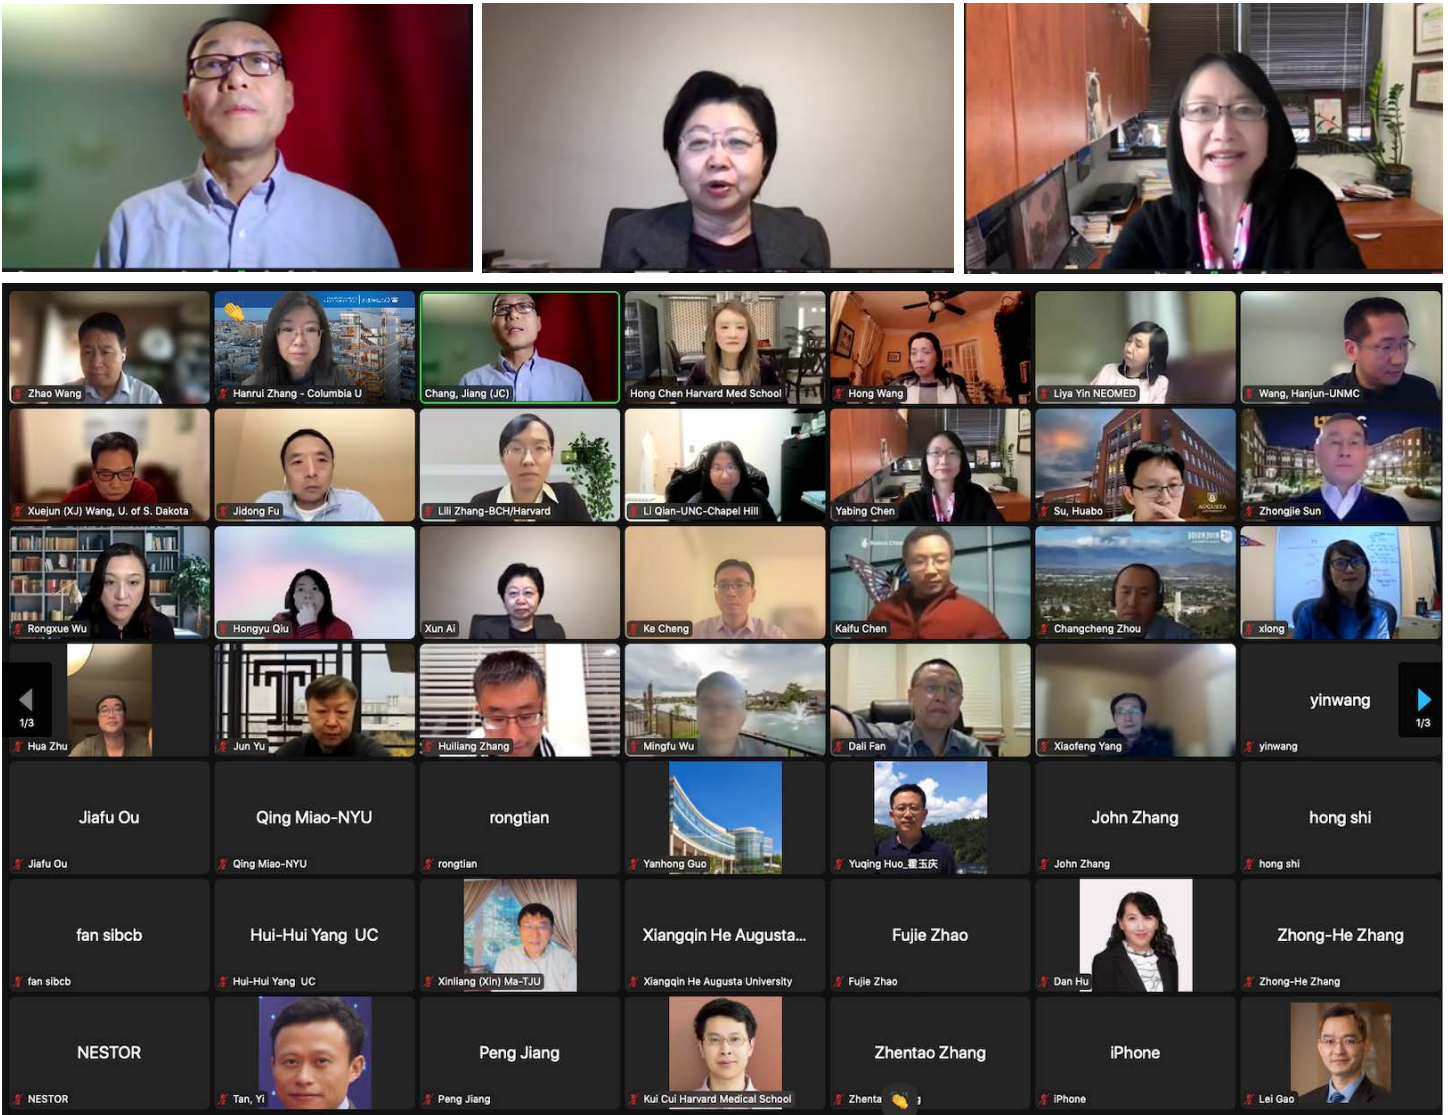 Zhao Wang
Hanrui Zhang - Columbia U
Chang, Jiang (JC)
Hong Chen Harvard Med School
Hong Wang
Liya Yin NEOMED
Wang, Hanjun-UNMC
Xuejun (XJ) Wang, U. of S. Dakota
Jidong Fu
Lili Zhang-BCH/Harvard
Li Qian-UNC-Chapel Hill
Yabing Chen
Su, Huabo
AUGUSTA
Zhongjie Sun
Rongxue Wu
Hongyu Qiu
Xun Ai
Ke Cheng
Kaifu Chen
RIVERSIDE
Changcheng Zhou
xlong
1/3
Hua Zhu
Jun Yu
Huiliang Zhang
Mingfu Wu
Dali Fan
Xiaofeng Yang
yinwang
yinwang
1/3
Jiafu Ou
Jiafu Ou
Qing Miao-NYU
Qing Miao-NYU
rongtian
rongtian
Yanhong Guo
Yuqing Huo_瞿玉庆
John Zhang
John Zhang
hong shi
hong shi
fan sibcb
fan sibcb
Hui-Hui Yang UC
Hui-Hui Yang UC
Xinliang (Xin) Ma-TJU
Xiangqin He Augusta...
Xiangqin He Augusta University
Fujie Zhao
Fujie Zhao
Dan Hu
Zhong-He Zhang
Zhong-He Zhang
NESTOR
NESTOR
Tan, Yi
Peng Jiang
Peng Jiang
Kui Cui Harvard Medical School
Zhentao Zhang
Zhenta
iPhone
iPhone
Lei Gao